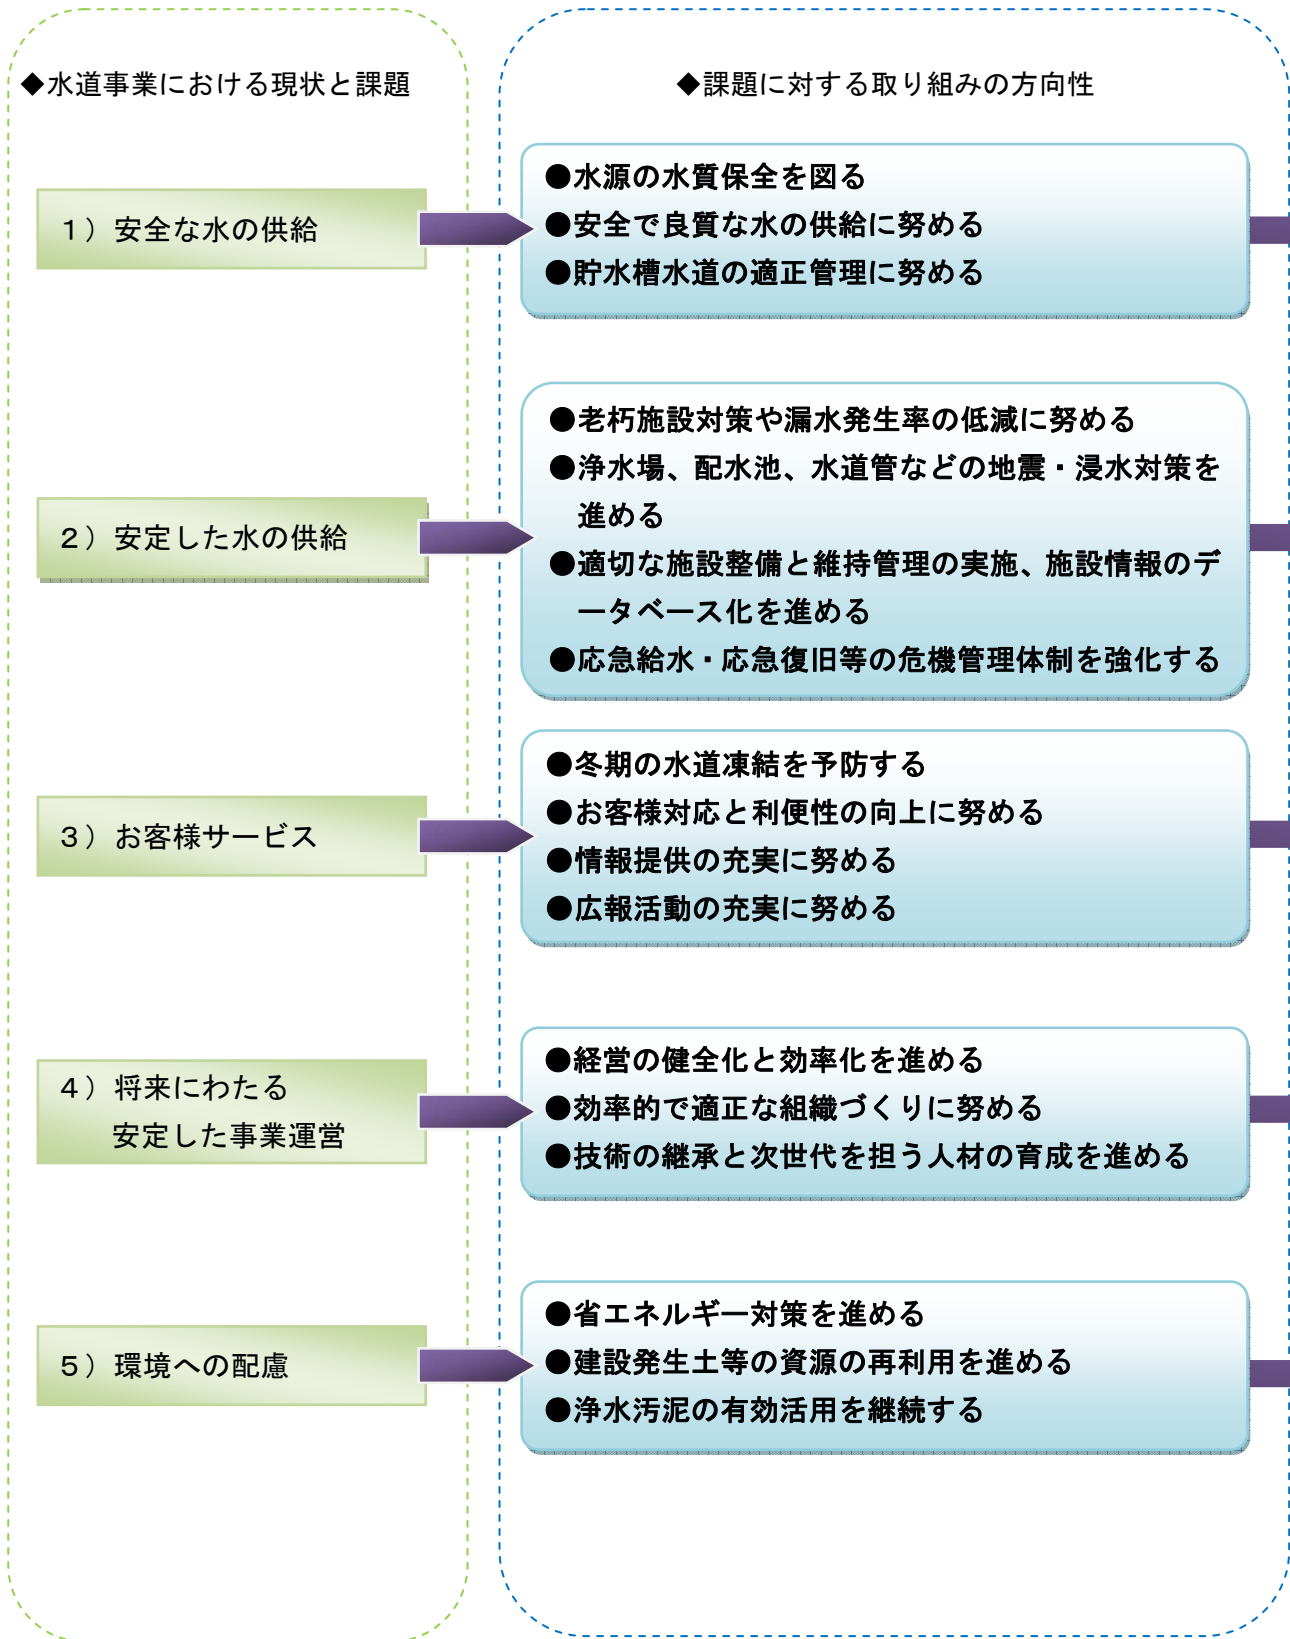 ◆水道事業における現状と課題
◆課題に対する取り組みの方向性
１）安全な水の供給
●水源の水質保全を図る
●安全で良質な水の供給に努める
●貯水槽水道の適正管理に努める
２）安定した水の供給
●老朽施設対策や漏水発生率の低減に努める
●浄水場、配水池、水道管などの地震・浸水対策を
進める
●適切な施設整備と維持管理の実施、施設情報のデ
ータベース化を進める
●応急給水・応急復旧等の危機管理体制を強化する
３）お客様サービス
●冬期の水道凍結を予防する
●お客様対応と利便性の向上に努める
●情報提供の充実に努める
●広報活動の充実に努める
４）将来にわたる
安定した事業運営
●経営の健全化と効率化を進める
●効率的で適正な組織づくりに努める
●技術の継承と次世代を担う人材の育成を進める
５）環境への配慮
●省エネルギー対策を進める
●建設発生土等の資源の再利用を進める
●浄水汚泥の有効活用を継続する